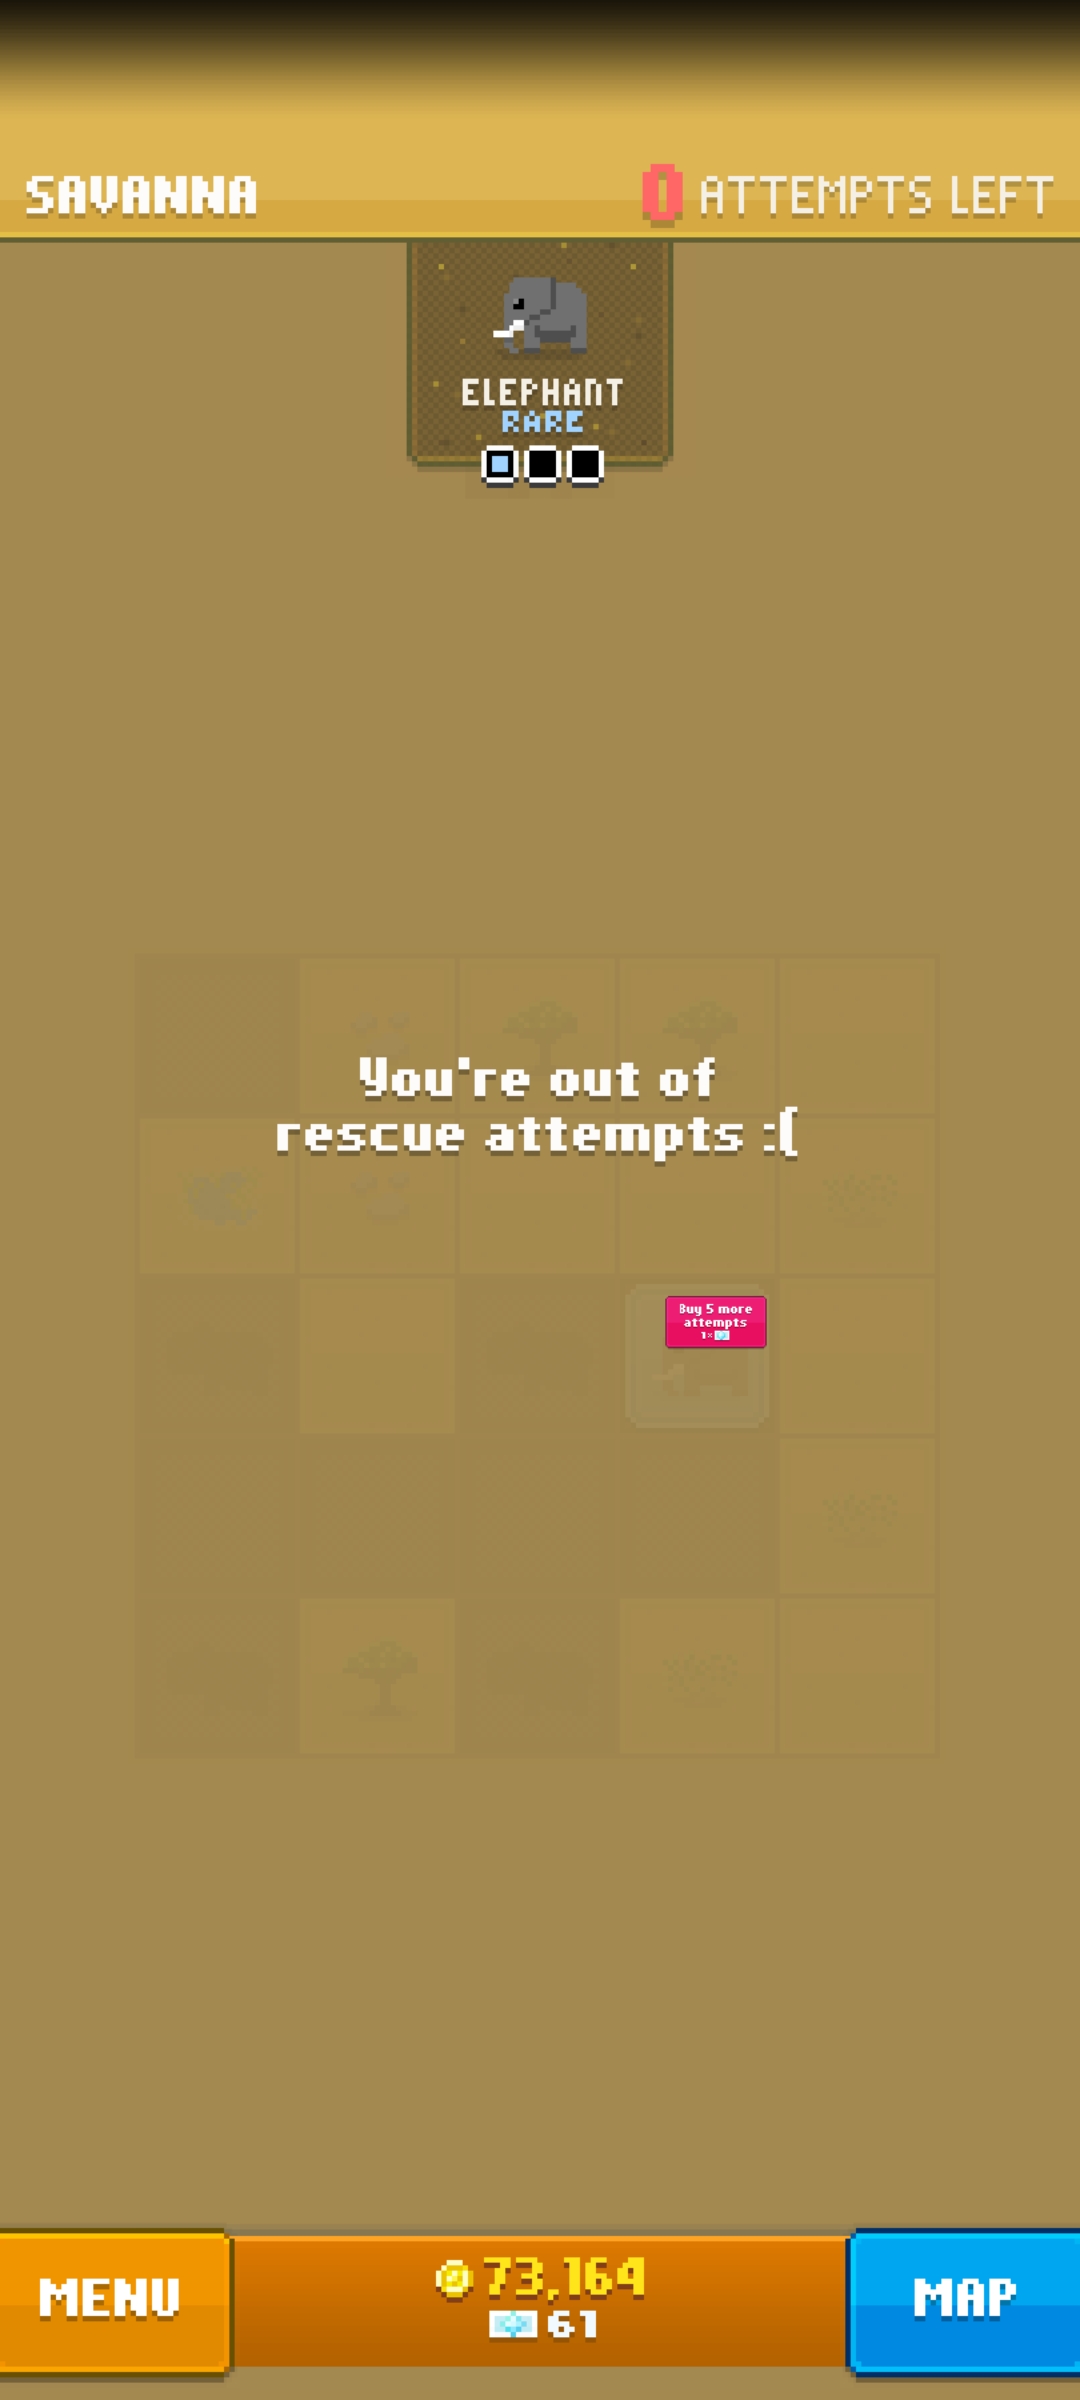 SAVANNA
0 ATTEMPTS LEFT
ELEPHANT
RARE
You're out of
rescue attempts :(
Buy 5 more
attempts
1×
MENU
73,164
61
MAP